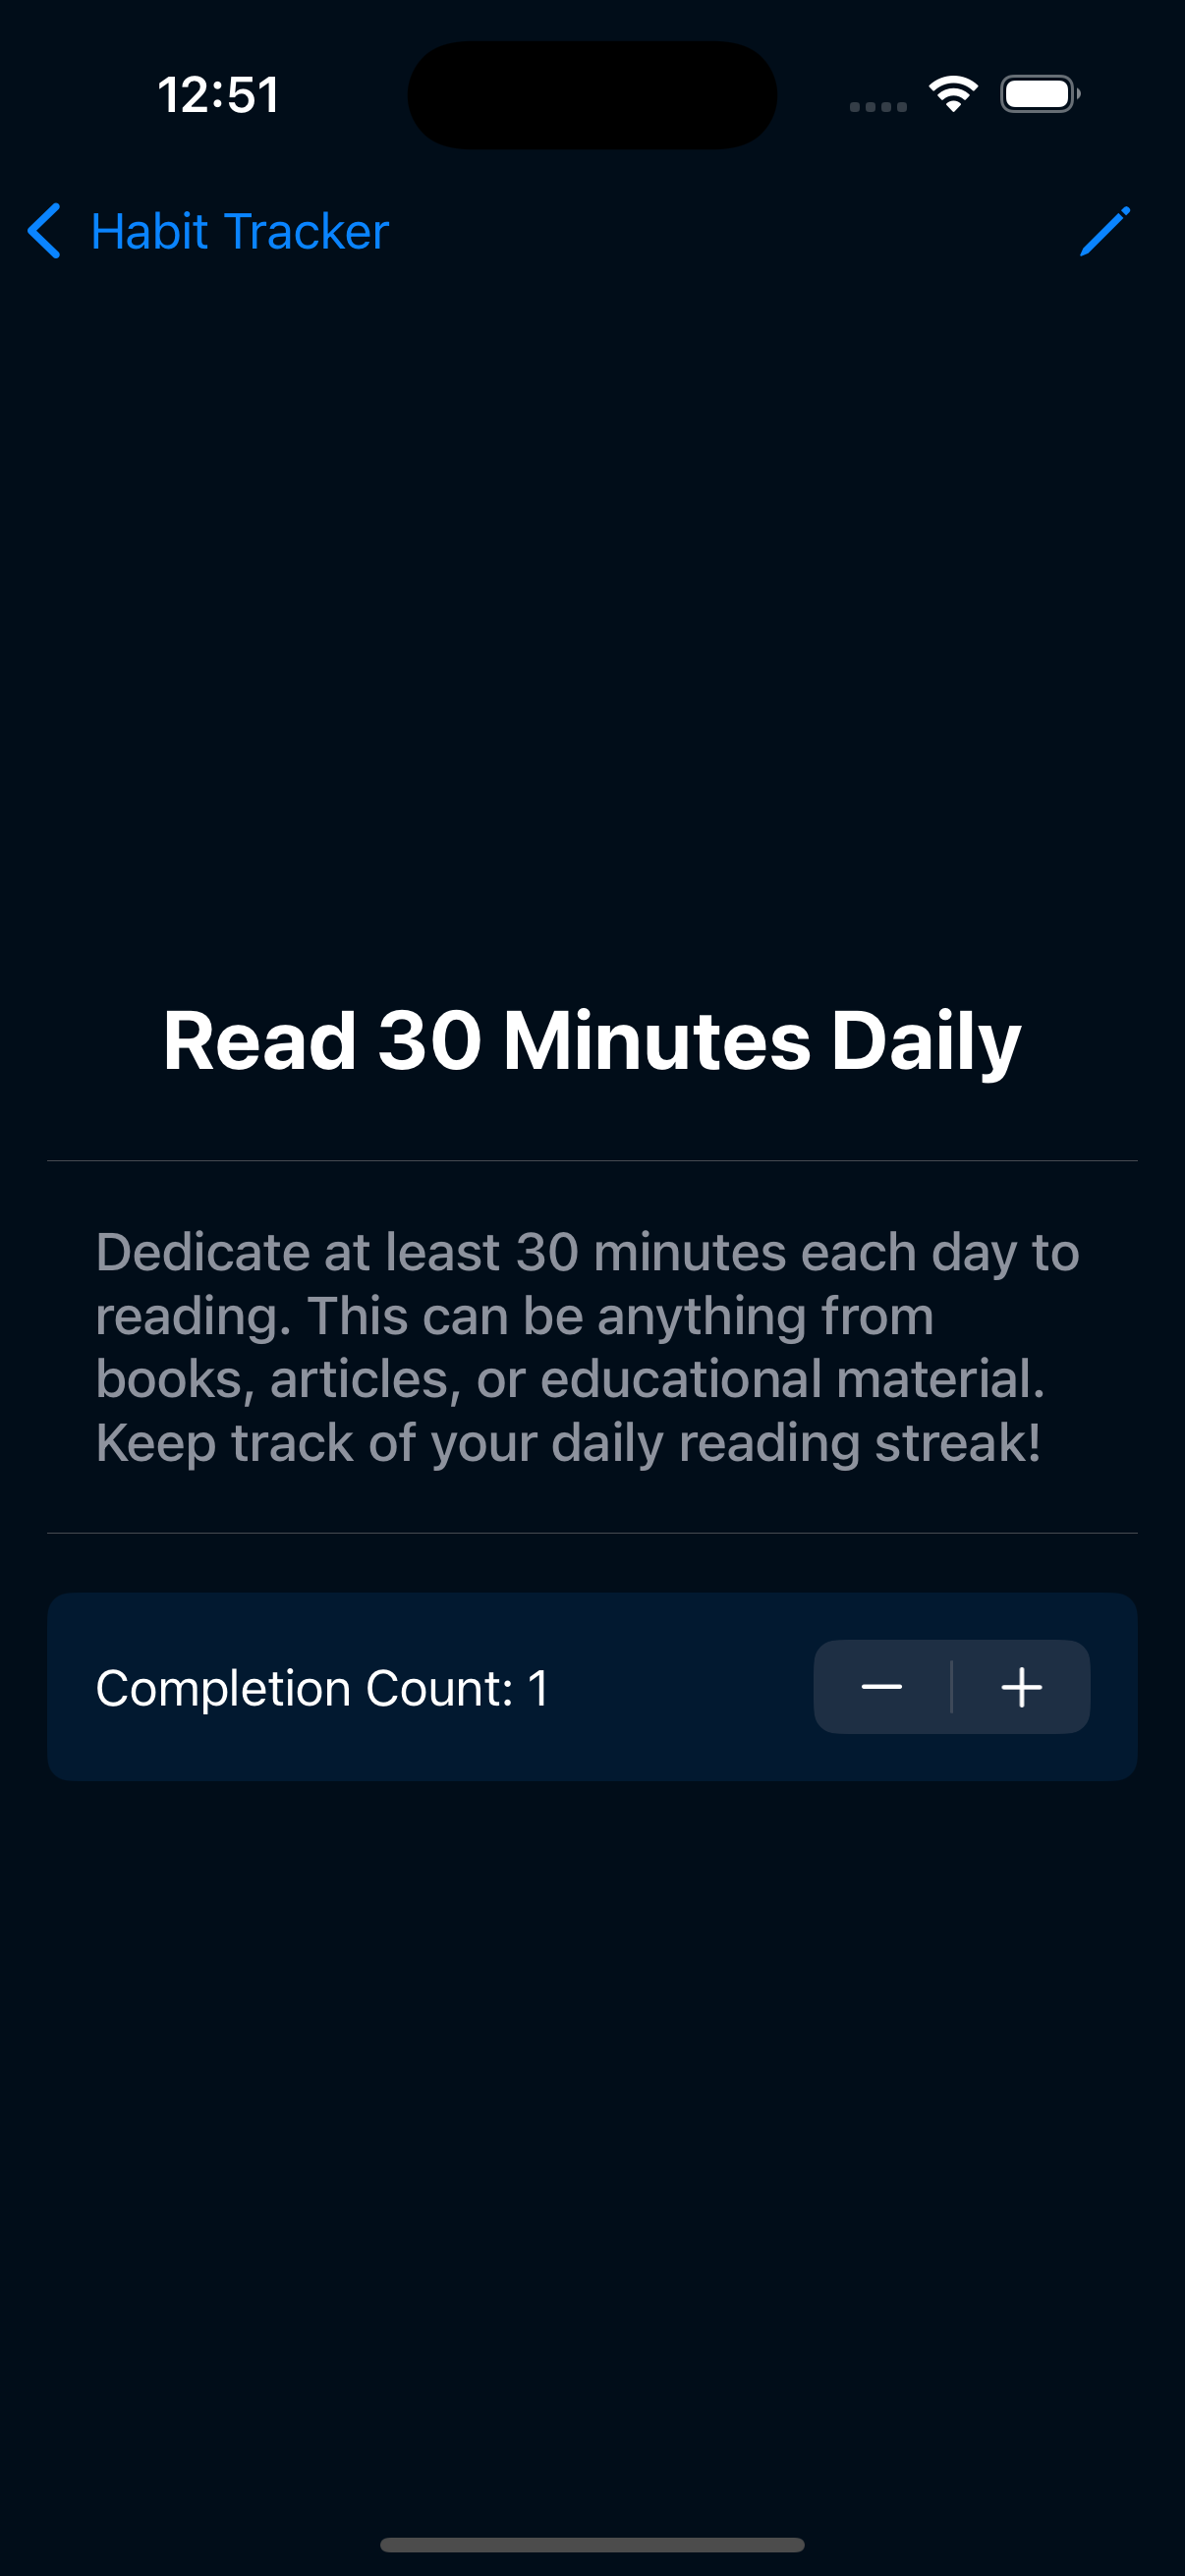 12:51
Habit Tracker
Read 30 Minutes Daily
Dedicate at least 30 minutes each day to
reading. This can be anything from
books, articles, or educational material.
Keep track of your daily reading streak!
Completion Count: 1